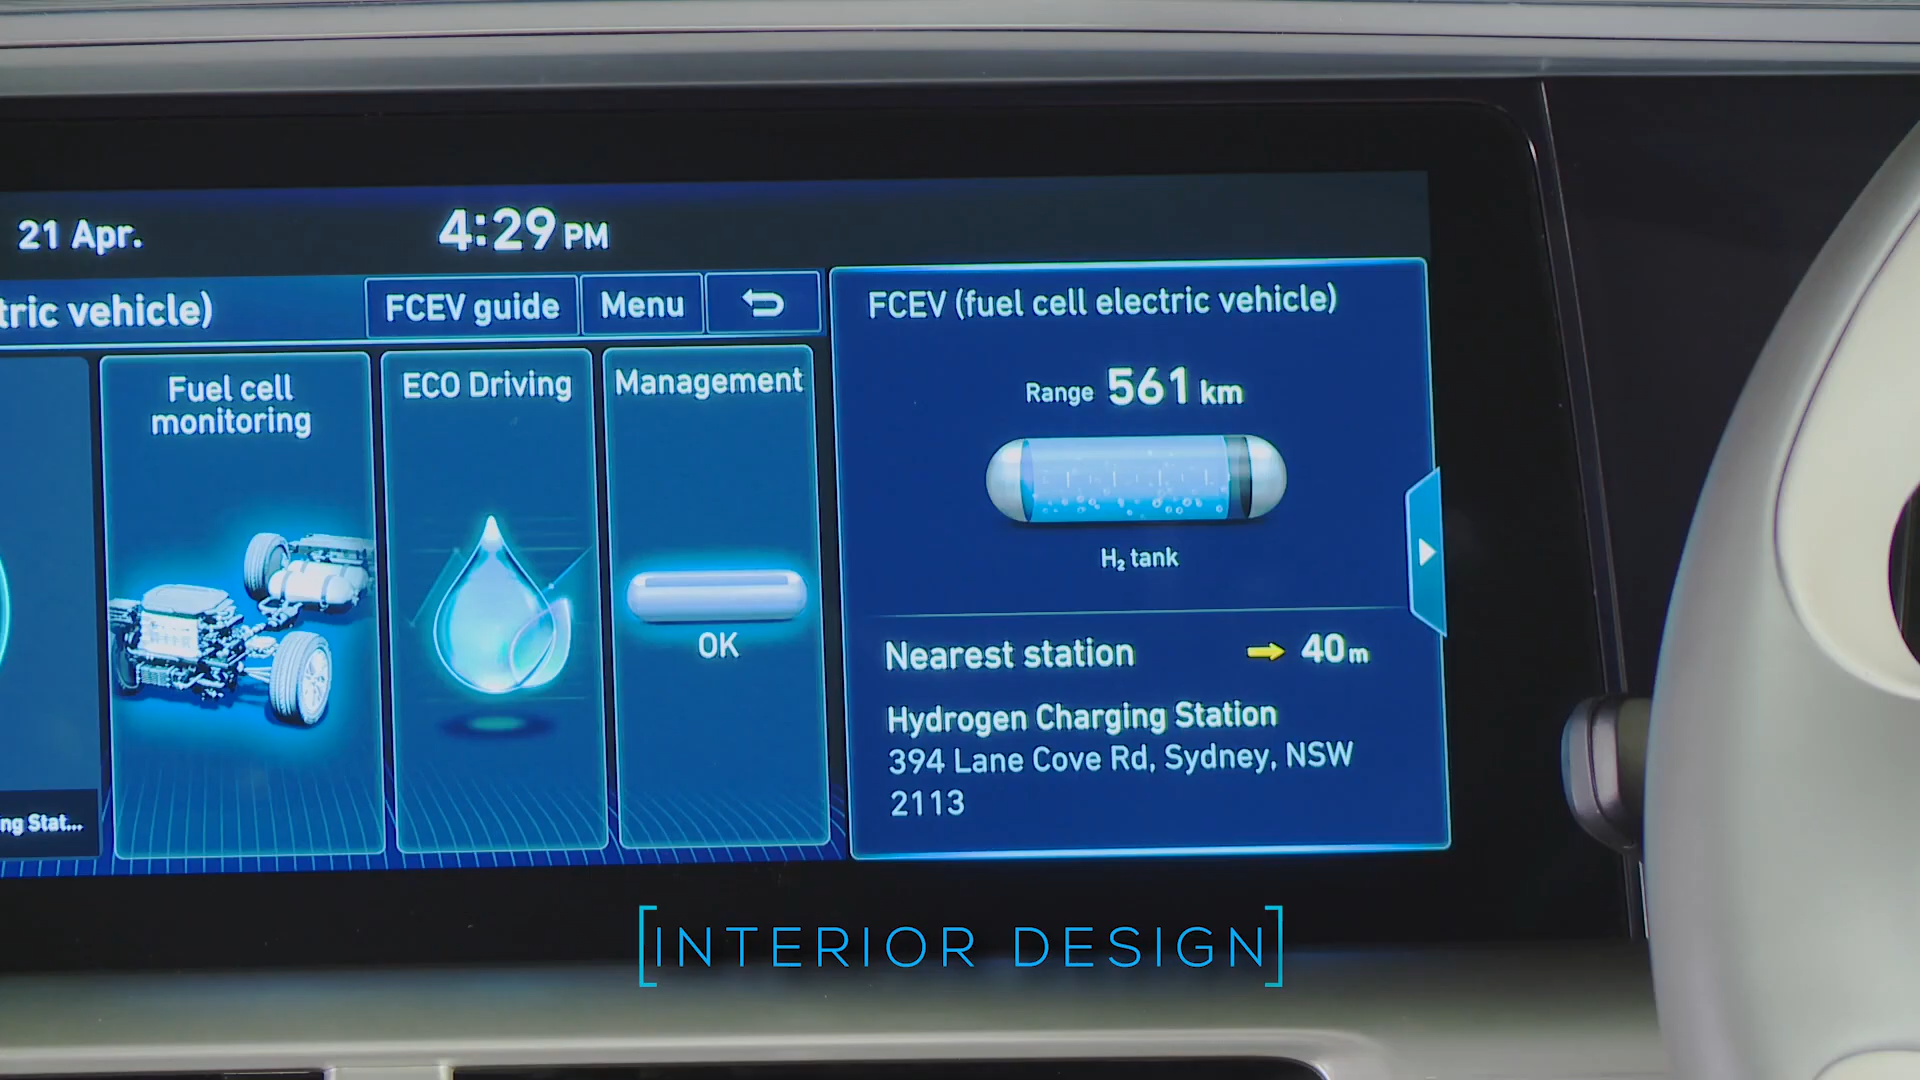 21 Apr.
4:29 PM
tric vehicle)
FCEV guide
Menu
FCEV (fuel cell electric vehicle)
Fuel cell
monitoring
ECO Driving
Management
OK
Range 561 km
H₂ tank
Nearest station
40m
Hydrogen Charging Station
394 Lane Cove Rd, Sydney, NSW
2113
ng Stat...
[INTERIOR DESIGN]